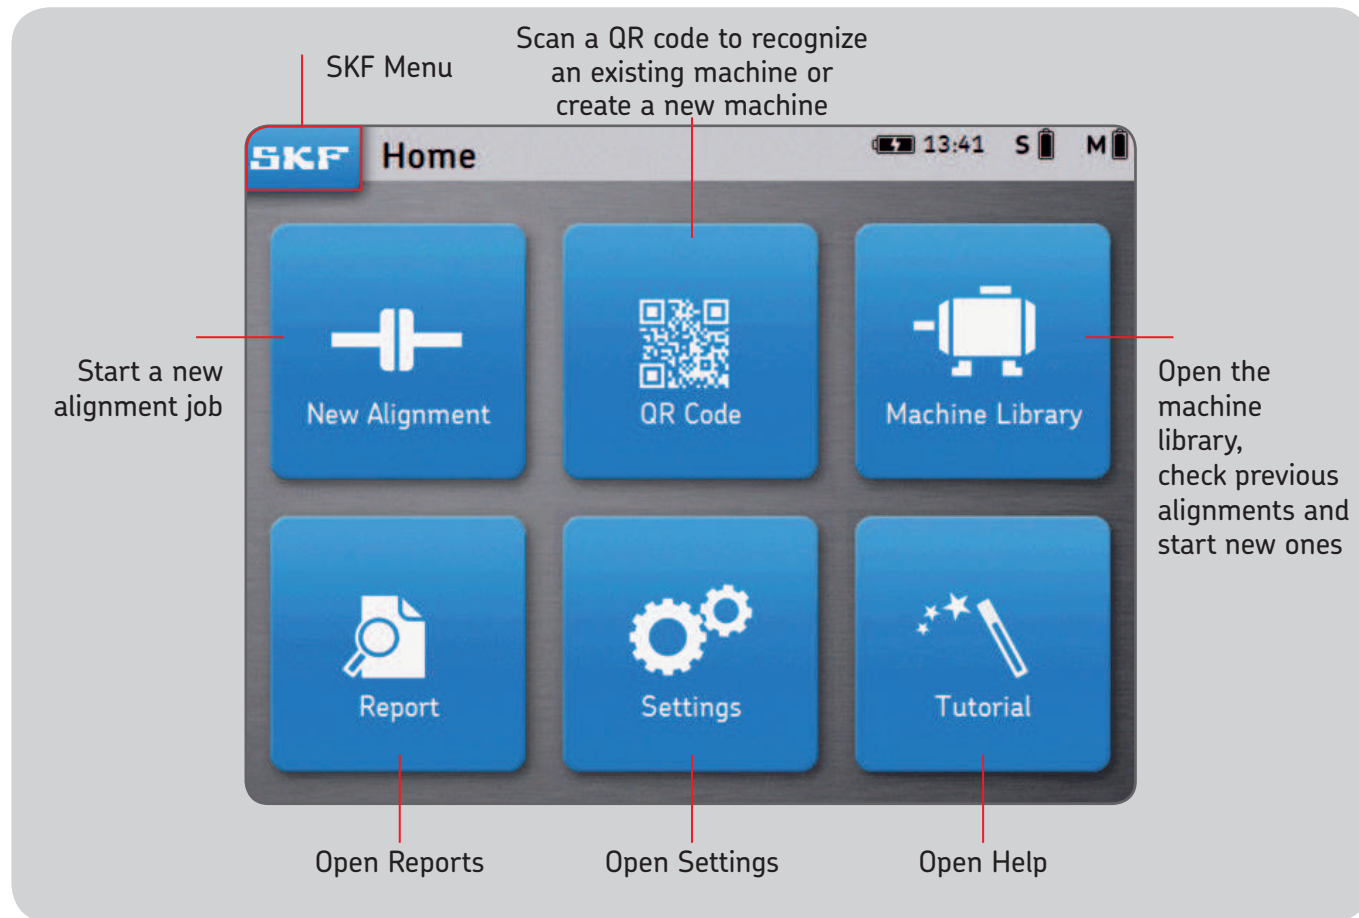 Scan a QR code to recognize
an existing machine or
create a new machine
SKF Menu
SKF Home 13:41 S M
Start a new
alignment job
New Alignment
QR Code
Machine Library
Open the
machine
library,
check previous
alignments and
start new ones
Report
Settings
Tutorial
Open Reports
Open Settings
Open Help